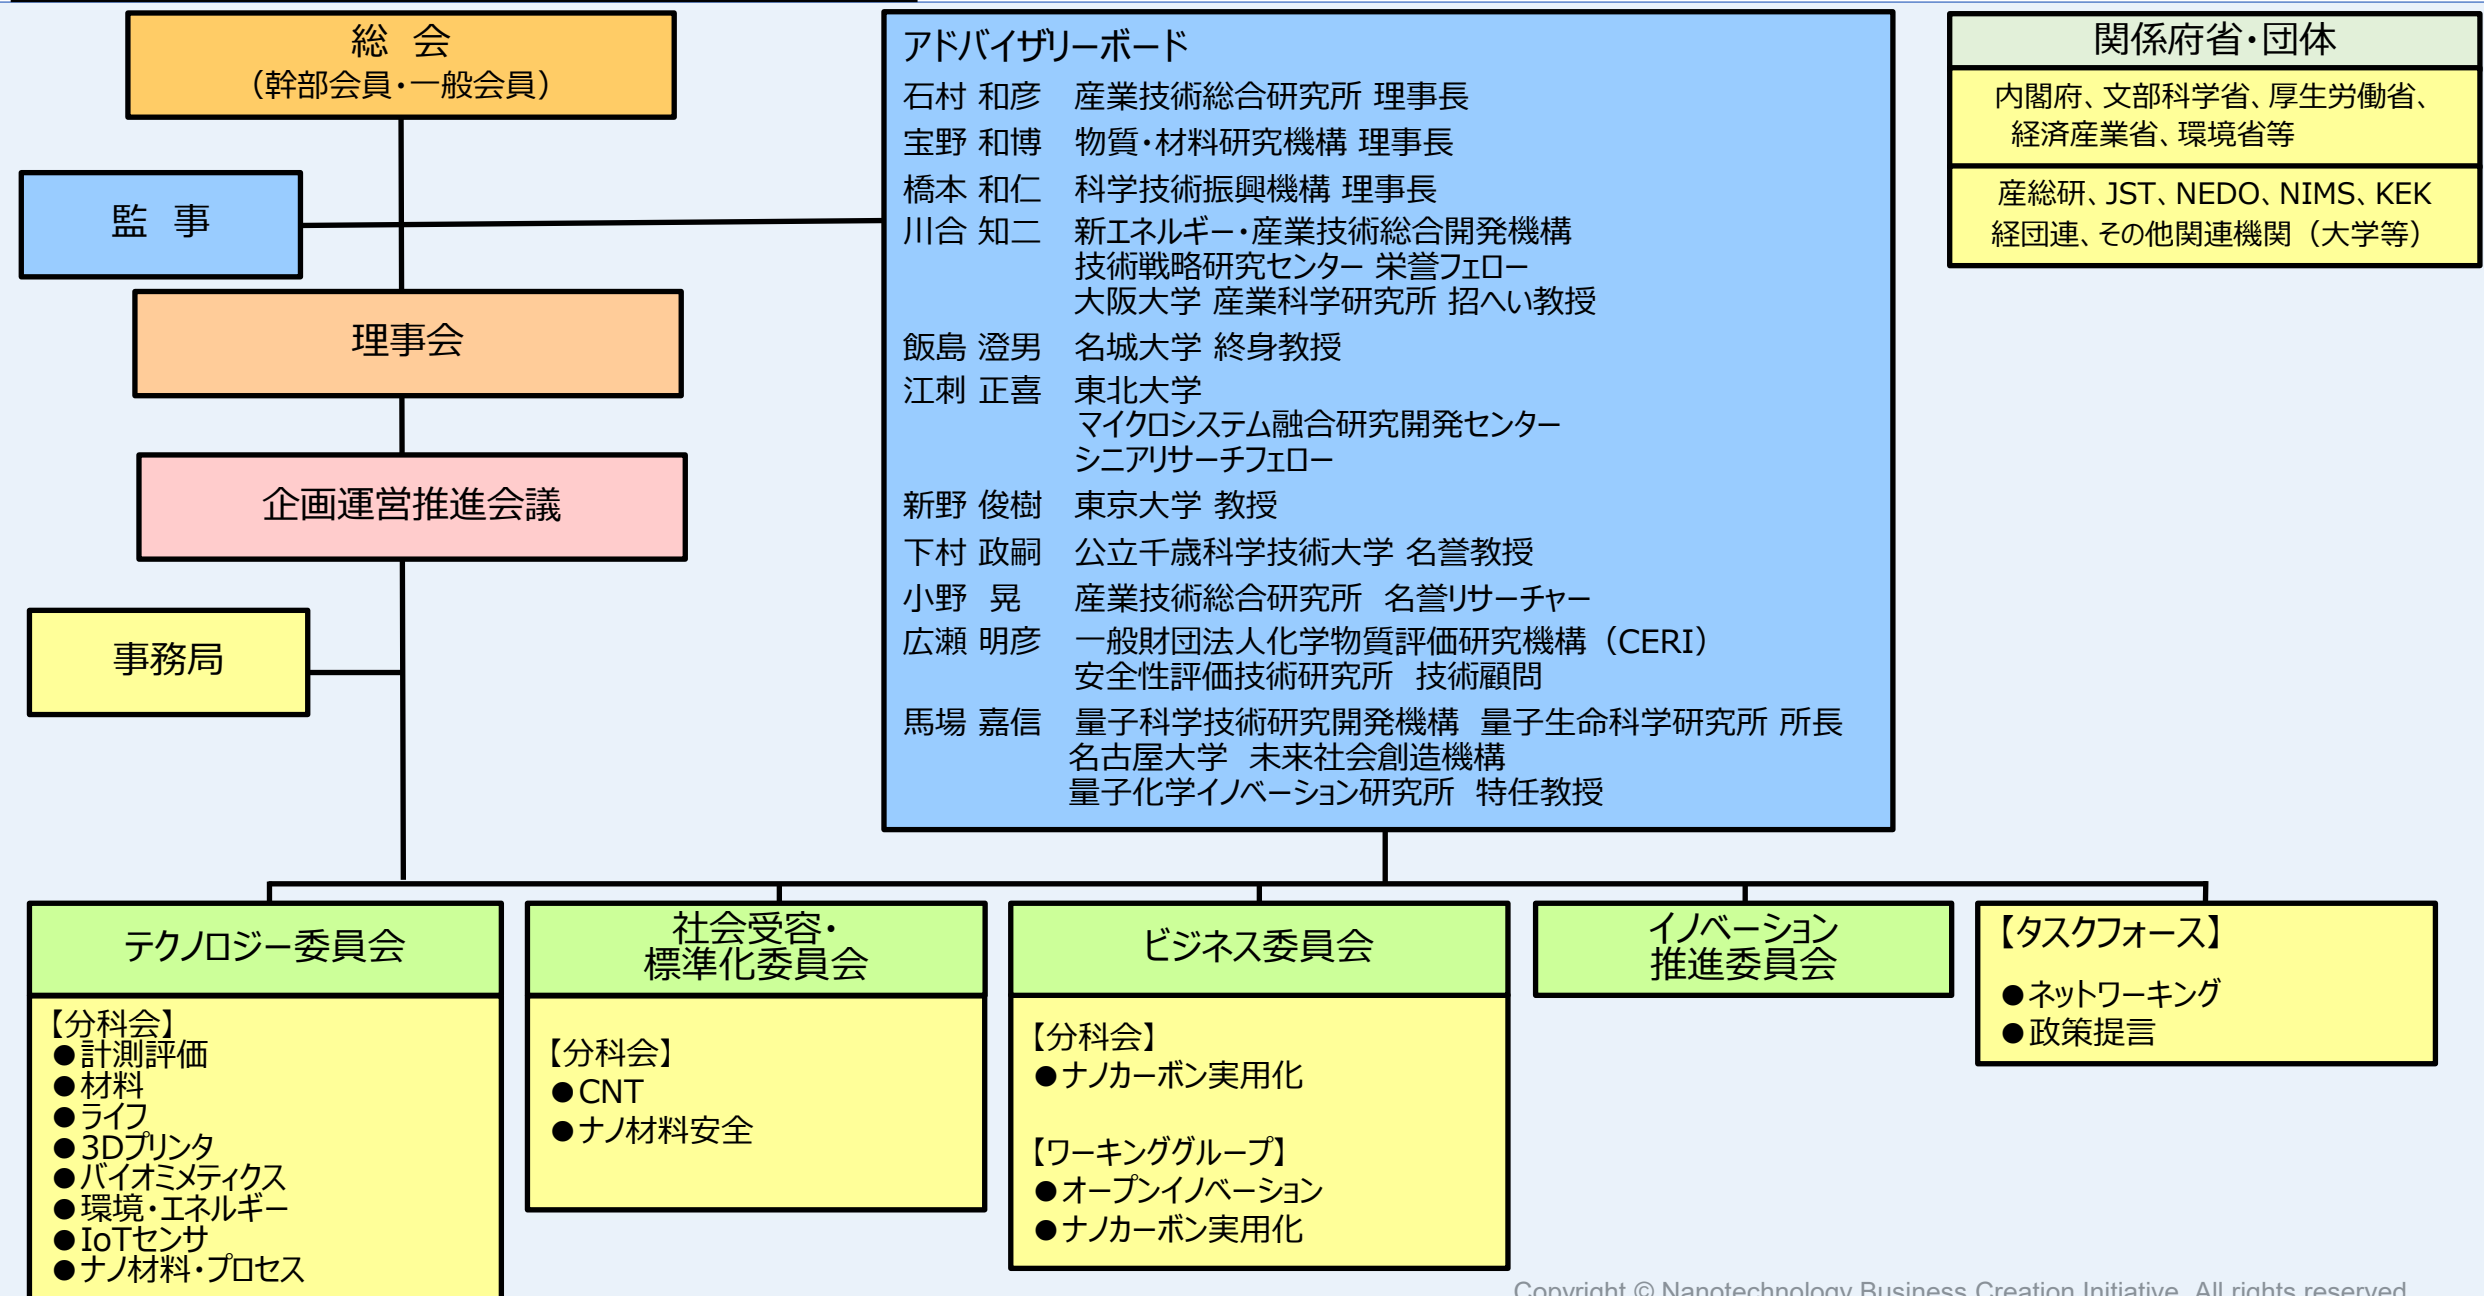 総 会
（幹部会員・一般会員）
監 事
理事会
企画運営推進会議
事務局
アドバイザリーボード
石村 和彦 産業技術総合研究所 理事長
宝野 和博 物質・材料研究機構 理事長
橋本 和仁 科学技術振興機構 理事長
川合 知二 新エネルギー・産業技術総合開発機構
技術戦略研究センター 栄誉フェロー
大阪大学 産業科学研究所 招へい教授
飯島 澄男 名城大学 終身教授
江刺 正喜 東北大学
マイクロシステム融合研究開発センター
シニアリサーチフェロー
新野 俊樹 東京大学 教授
下村 政嗣 公立千歳科学技術大学 名誉教授
小野 晃 産業技術総合研究所 名誉リサーチャー
広瀬 明彦 一般財団法人化学物質評価研究機構（CERI）
安全性評価技術研究所 技術顧問
馬場 嘉信 量子科学技術研究開発機構 量子生命科学研究所 所長
名古屋大学 未来社会創造機構
量子化学イノベーション研究所 特任教授
関係府省・団体
内閣府、文部科学省、厚生労働省、
経済産業省、環境省等
産総研、JST、NEDO、NIMS、KEK
経団連、その他関連機関（大学等）
テクノロジー委員会
【分科会】
●計測評価
●材料
●ライフ
●3Dプリンタ
●バイオミメティクス
●環境・エネルギー
●IoTセンサ
●ナノ材料・プロセス
社会受容・
標準化委員会
【分科会】
●CNT
●ナノ材料安全
ビジネス委員会
【分科会】
●ナノカーボン実用化
【ワーキンググループ】
●オープンイノベーション
●ナノカーボン実用化
イノベーション
推進委員会
【タスクフォース】
●ネットワーキング
●政策提言
Copyright © Nanotechnology Business Creation Initiative. All rights reserved